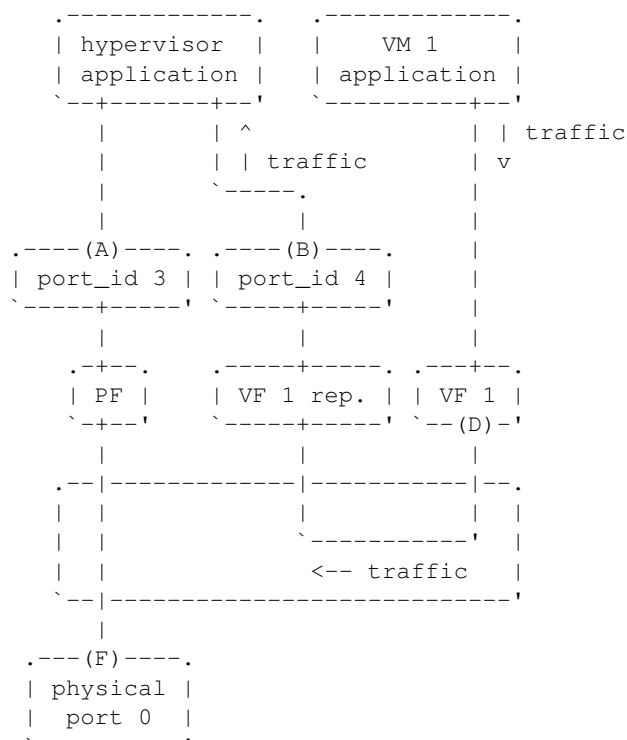 hypervisor VM 1
application application
traffic
traffic
(A) (B)
port_id 3 port_id 4
PF VF 1 rep. VF 1
(D)
<-- traffic
(F)
physical
port 0